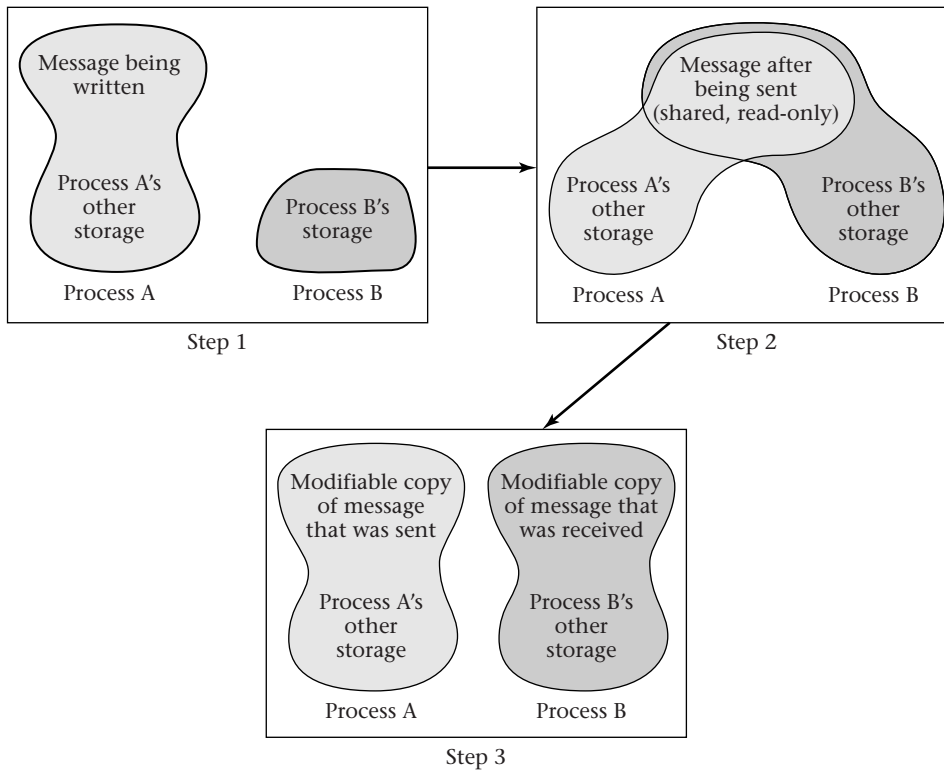 Message being
written
Process A's
other
storage
Process B's
storage
Process A
Process B
Step 1
Message after
being sent
(shared, read-only)
Process A's
other
storage
Process B's
other
storage
Process A
Process B
Step 2
Modifiable copy
of message
that was sent
Process A's
other
storage
Modifiable copy
of message that
was received
Process B's
other
storage
Process A
Process B
Step 3